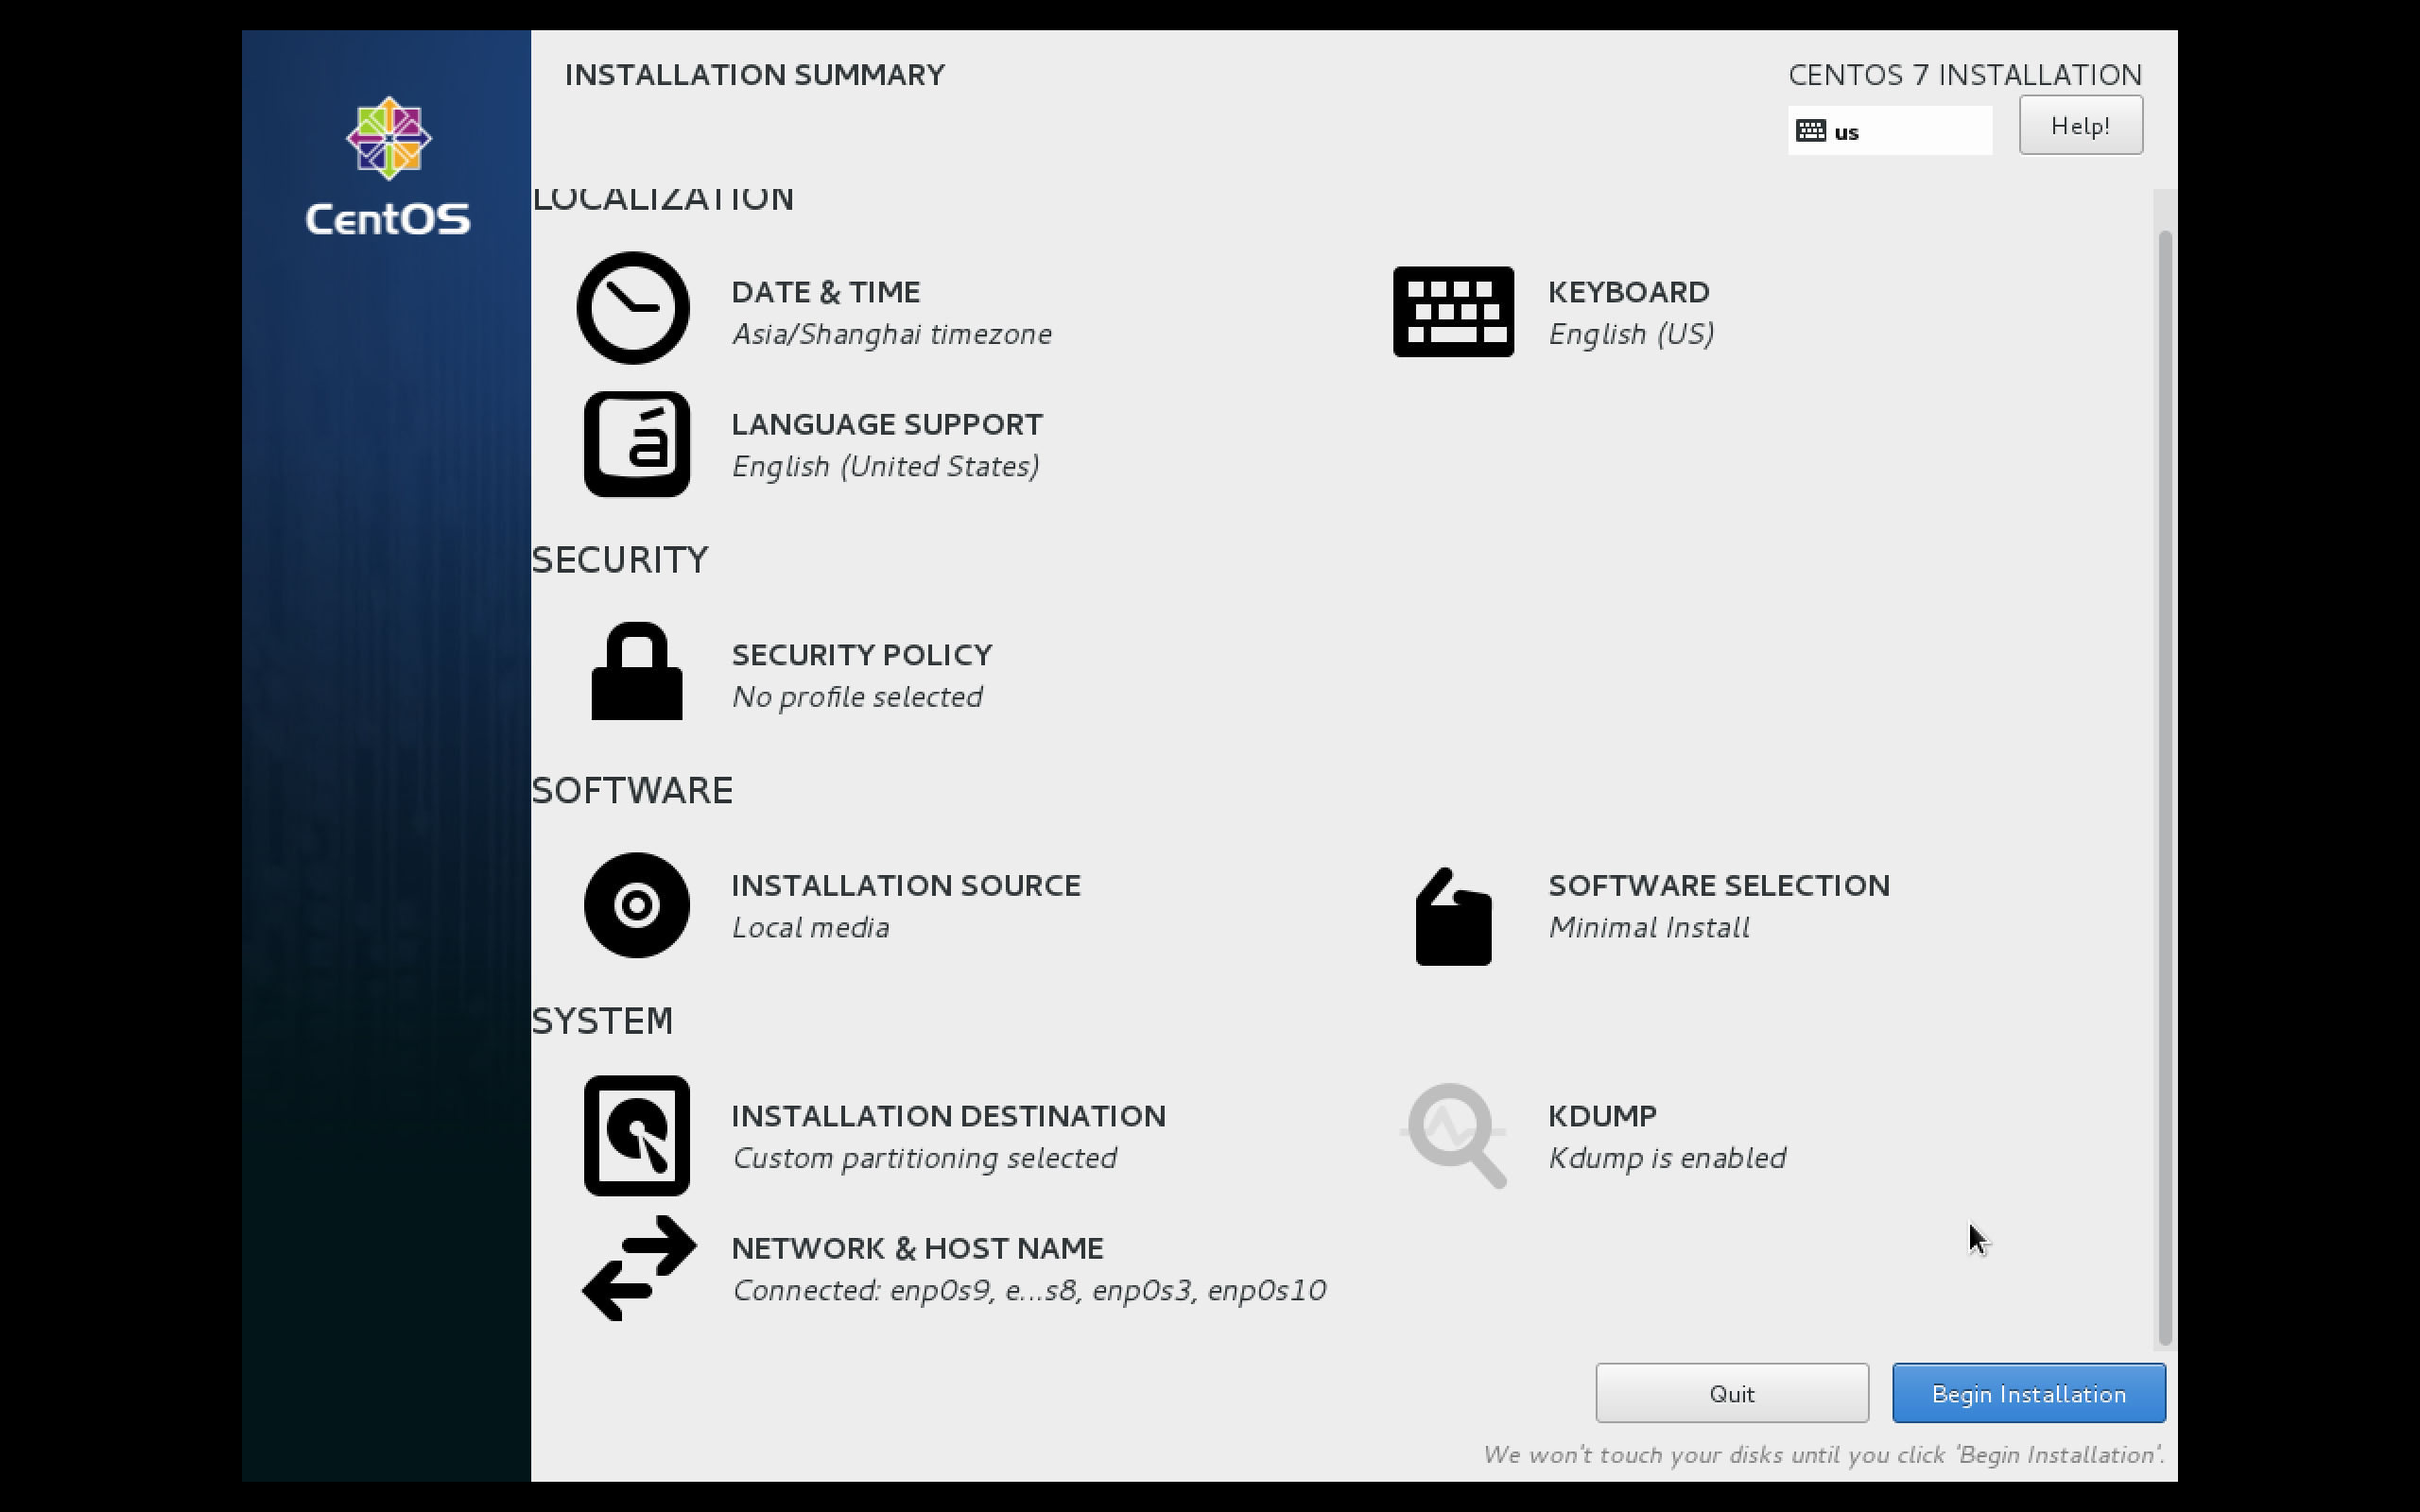 INSTALLATION SUMMARY
CENTOS 7 INSTALLATION
us
Help!
CentOS
LOCALIZATION
DATE & TIME
Asia/Shanghai timezone
KEYBOARD
English (US)
LANGUAGE SUPPORT
English (United States)
SECURITY
SECURITY POLICY
No profile selected
SOFTWARE
INSTALLATION SOURCE
Local media
SOFTWARE SELECTION
Minimal Install
SYSTEM
INSTALLATION DESTINATION
Custom partitioning selected
KDUMP
Kdump is enabled
NETWORK & HOST NAME
Connected: enp0s9, e...s8, enp0s3, enp0s10
Quit
Begin Installation
We won't touch your disks until you click 'Begin Installation'.